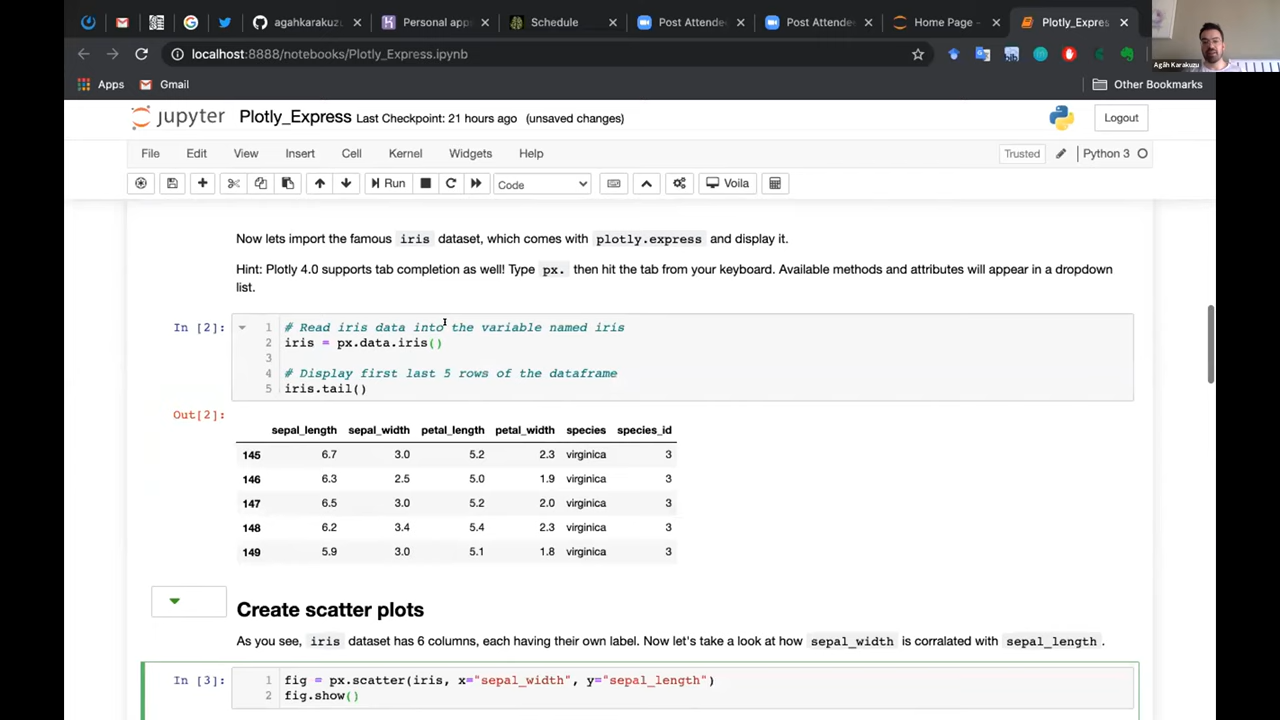 agahkarakuzu
Personal app
Schedule
Post Attende
Post Attende
Home Page -
Plotly_Expres
localhost:8888/notebooks/Plotly_Express.ipynb
Agâh Karakuzu
Apps
Gmail
Other Bookmarks
jupyter
Plotly_Express Last Checkpoint: 21 hours ago (unsaved changes)
Logout
File Edit View Insert Cell Kernel Widgets Help
Trusted
Python 3
Run
Code
Voila
Now lets import the famous iris dataset, which comes with plotly.express and display it.
Hint: Plotly 4.0 supports tab completion as well! Type px. then hit the tab from your keyboard. Available methods and attributes will appear in a dropdown
list.
In [2]:
1 # Read iris data into the variable named iris
2 iris = px.data.iris()
3
4 # Display first last 5 rows of the dataframe
5 iris.tail()
Out[2]:
sepal_length sepal_width petal_length petal_width species species_id
145 6.7 3.0 5.2 2.3 virginica 3
146 6.3 2.5 5.0 1.9 virginica 3
147 6.5 3.0 5.2 2.0 virginica 3
148 6.2 3.4 5.4 2.3 virginica 3
149 5.9 3.0 5.1 1.8 virginica 3
Create scatter plots
As you see, iris dataset has 6 columns, each having their own label. Now let's take a look at how sepal_width is corralated with sepal_length .
In [3]:
1 fig = px.scatter(iris, x="sepal_width", y="sepal_length")
2 fig.show()